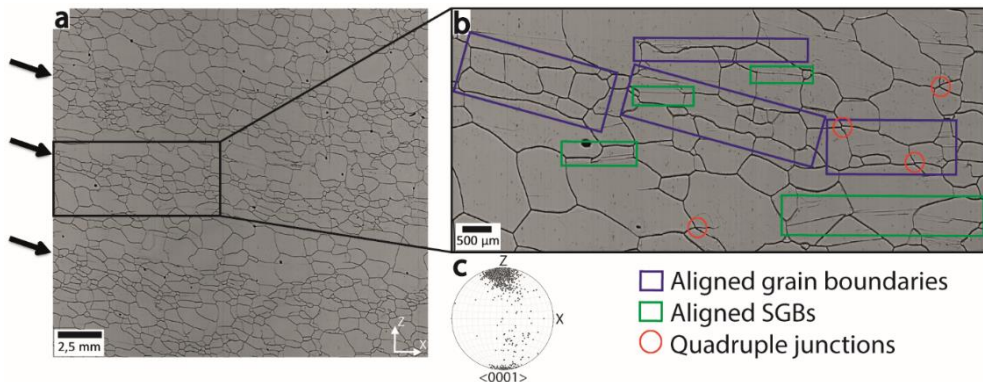 a
2,5 mm
Z
X
b
500 µm
c
Z
X
<0001>
Aligned grain boundaries
Aligned SGBs
Quadruple junctions